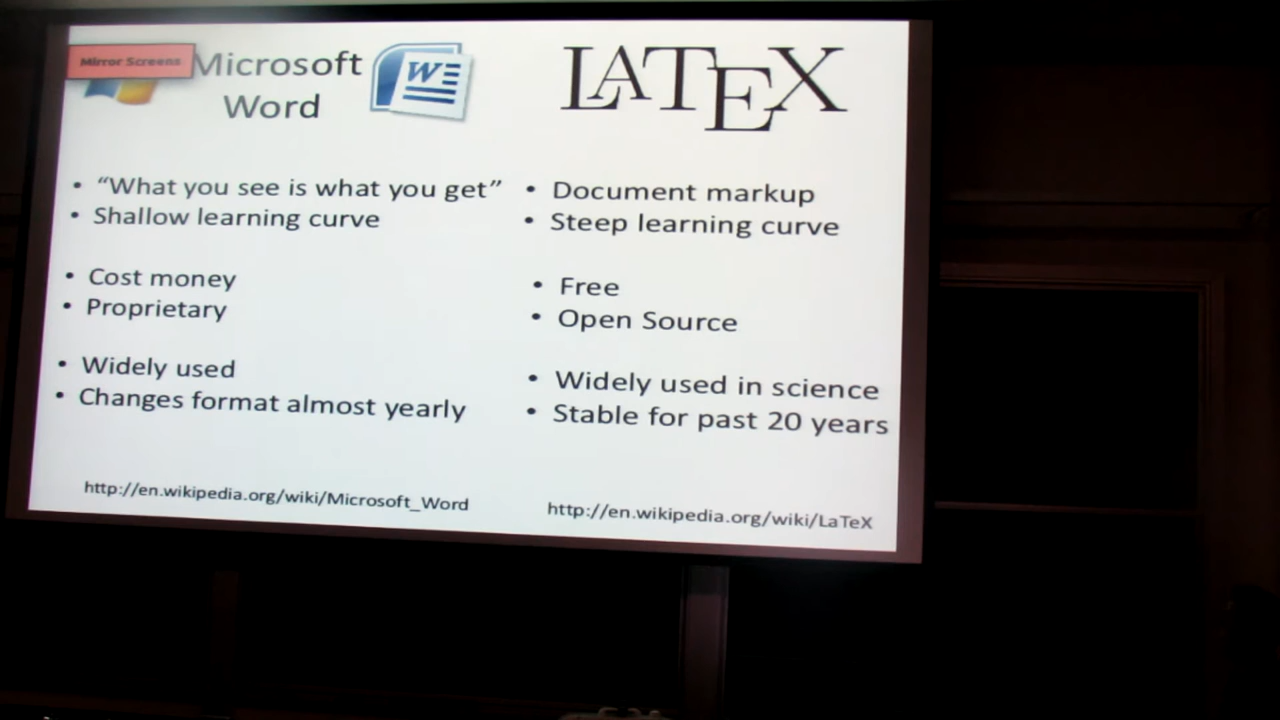 Mirror Screens
Microsoft
Word
W
LATEX
• “What you see is what you get”
• Shallow learning curve
• Cost money
• Proprietary
• Widely used
• Changes format almost yearly
http://en.wikipedia.org/wiki/Microsoft_Word
• Document markup
• Steep learning curve
• Free
• Open Source
• Widely used in science
• Stable for past 20 years
http://en.wikipedia.org/wiki/LaTeX